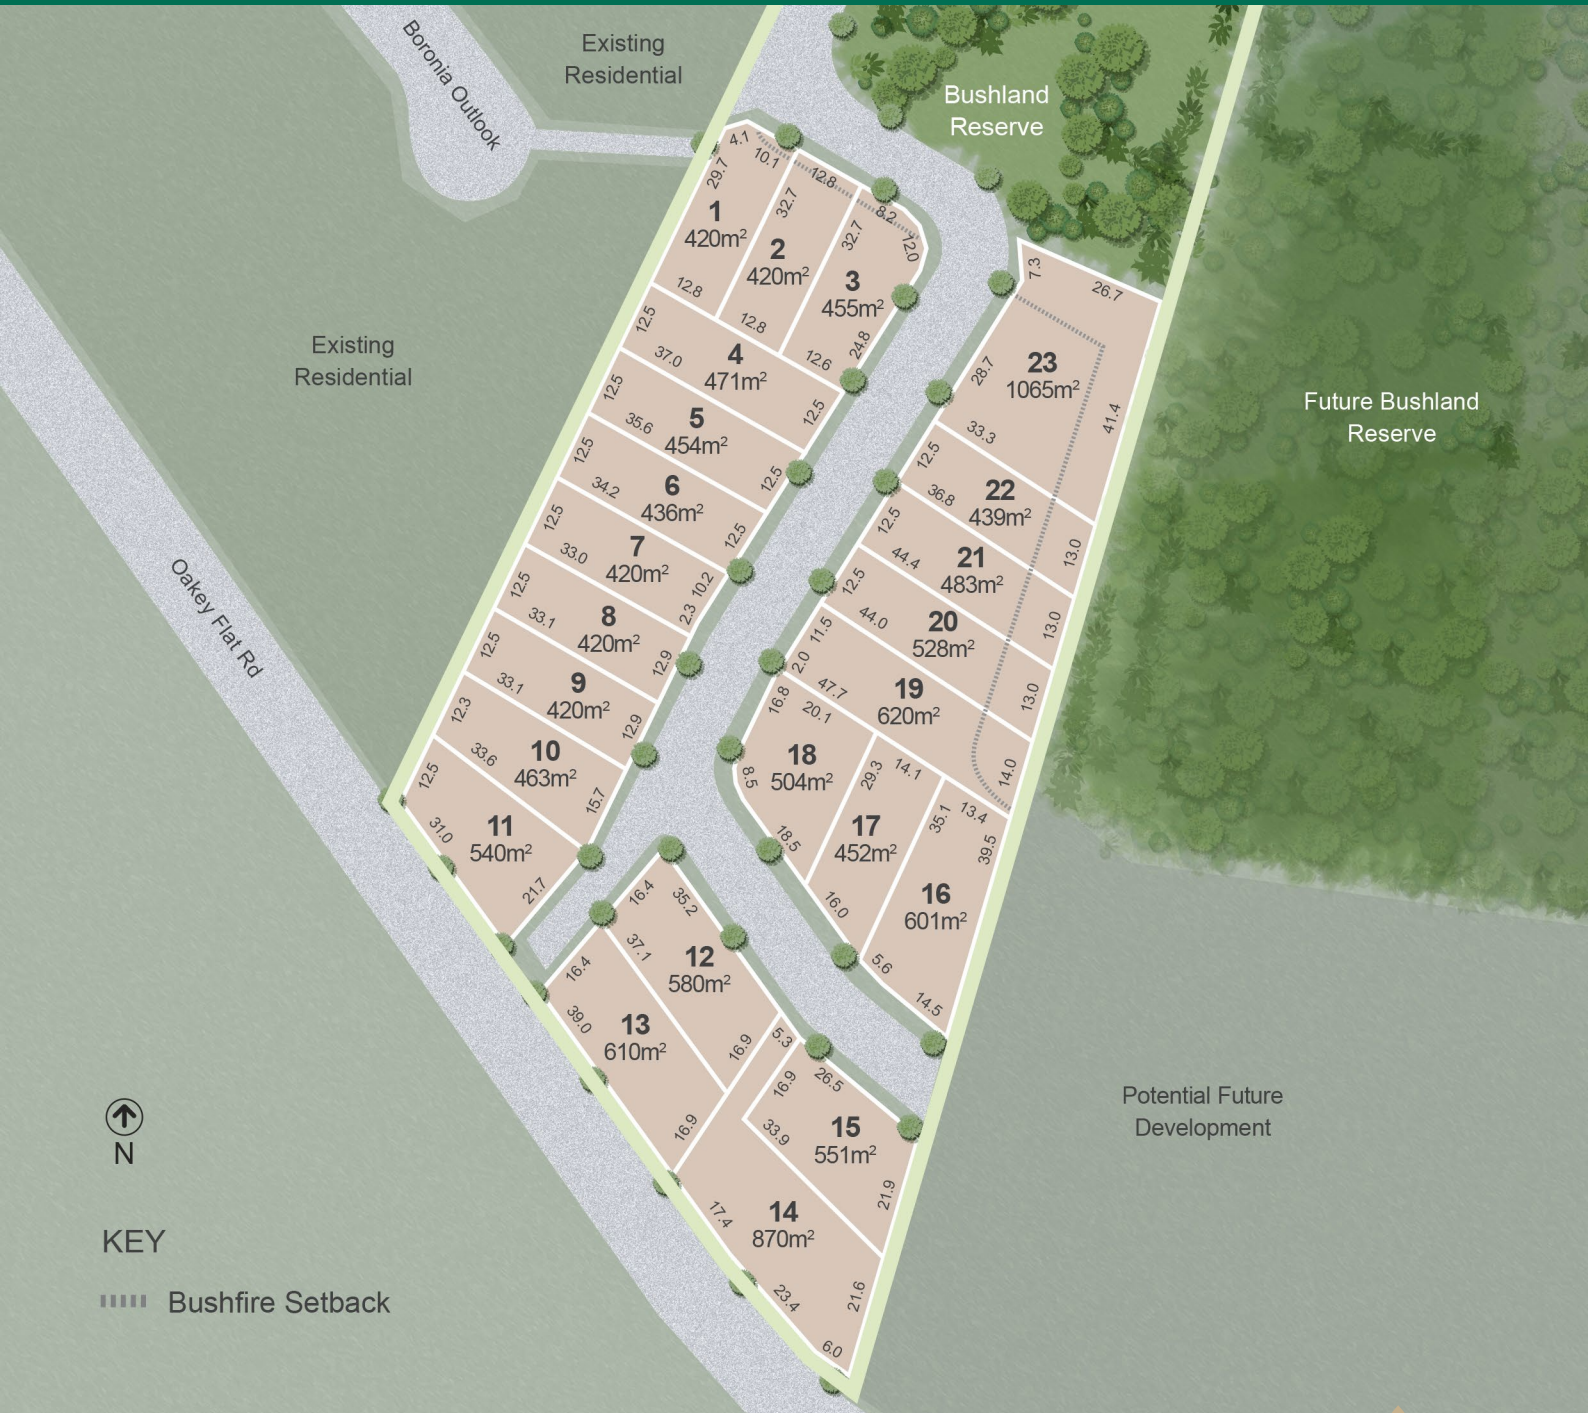 Boronia Outlook
Existing
Residential
Bushland
Reserve
4.1
10.1
12.8
8.2
72.0
29.7
1
420m²
32.7
2
420m²
32.7
3
455m²
12.8
12.8
12.6
24.8
7.3
26.7
23
1065m²
28.7
41.4
33.3
Existing
Residential
Future Bushland
Reserve
12.5
37.0
4
471m²
12.5
12.5
35.6
5
454m²
12.5
12.5
34.2
6
436m²
12.5
12.5
33.0
7
420m²
10.2
2.3
12.5
33.1
8
420m²
12.9
12.5
33.1
9
420m²
12.9
12.3
33.6
10
463m²
15.7
12.5
31.0
11
540m²
21.7
12.5
36.8
22
439m²
13.0
12.5
44.4
21
483m²
13.0
12.5
44.0
20
528m²
13.0
11.5
2.0
47.7
19
620m²
14.0
16.8
20.1
18
504m²
8.5
18.5
29.3
14.1
17
452m²
16.0
35.1
13.4
39.5
16
601m²
5.6
14.5
Oakey Flat Rd
16.4
35.2
37.1
12
580m²
16.9
16.4
39.0
13
610m²
16.9
5.3
16.9
26.5
33.9
15
551m²
21.9
17.4
14
870m²
23.4
21.6
6.0
Potential Future
Development
N
KEY
Bushfire Setback